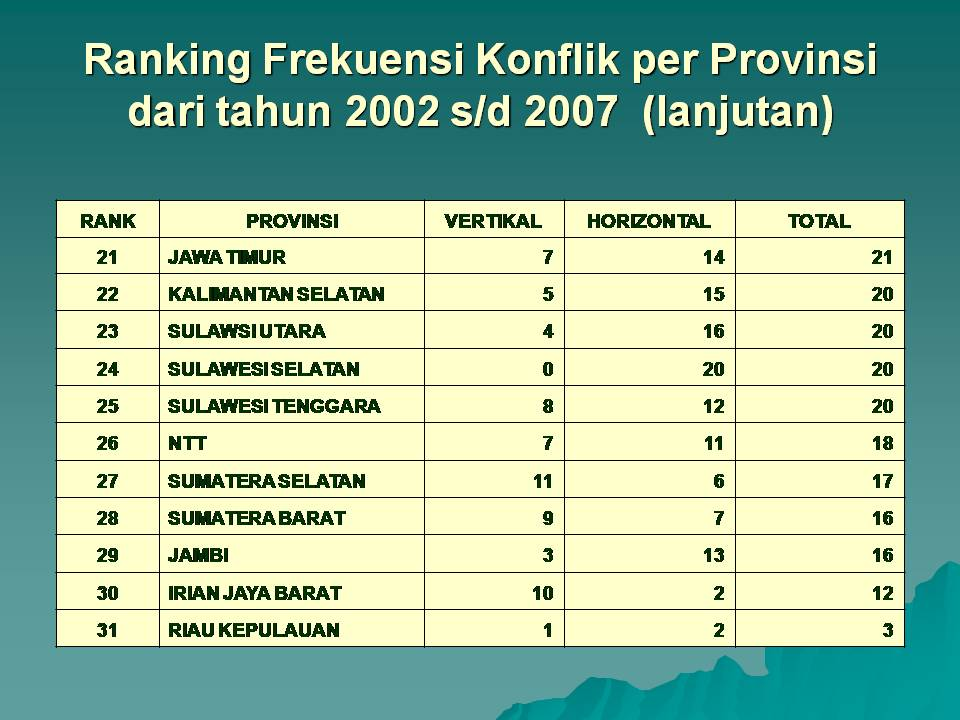 Ranking Frekuensi Konflik per Provinsi
dari tahun 2002 s/d 2007 (lanjutan)
RANK PROVINSI VERTIKAL HORIZONTAL TOTAL
21 JAWA TIMUR 7 14 21
22 KALIMANTAN SELATAN 5 15 20
23 SULAWSI UTARA 4 16 20
24 SULAWESI SELATAN 0 20 20
25 SULAWESI TENGGARA 8 12 20
26 NTT 7 11 18
27 SUMATERA SELATAN 11 6 17
28 SUMATERA BARAT 9 7 16
29 JAMBI 3 13 16
30 IRIAN JAYA BARAT 10 2 12
31 RIAU KEPULAUAN 1 2 3